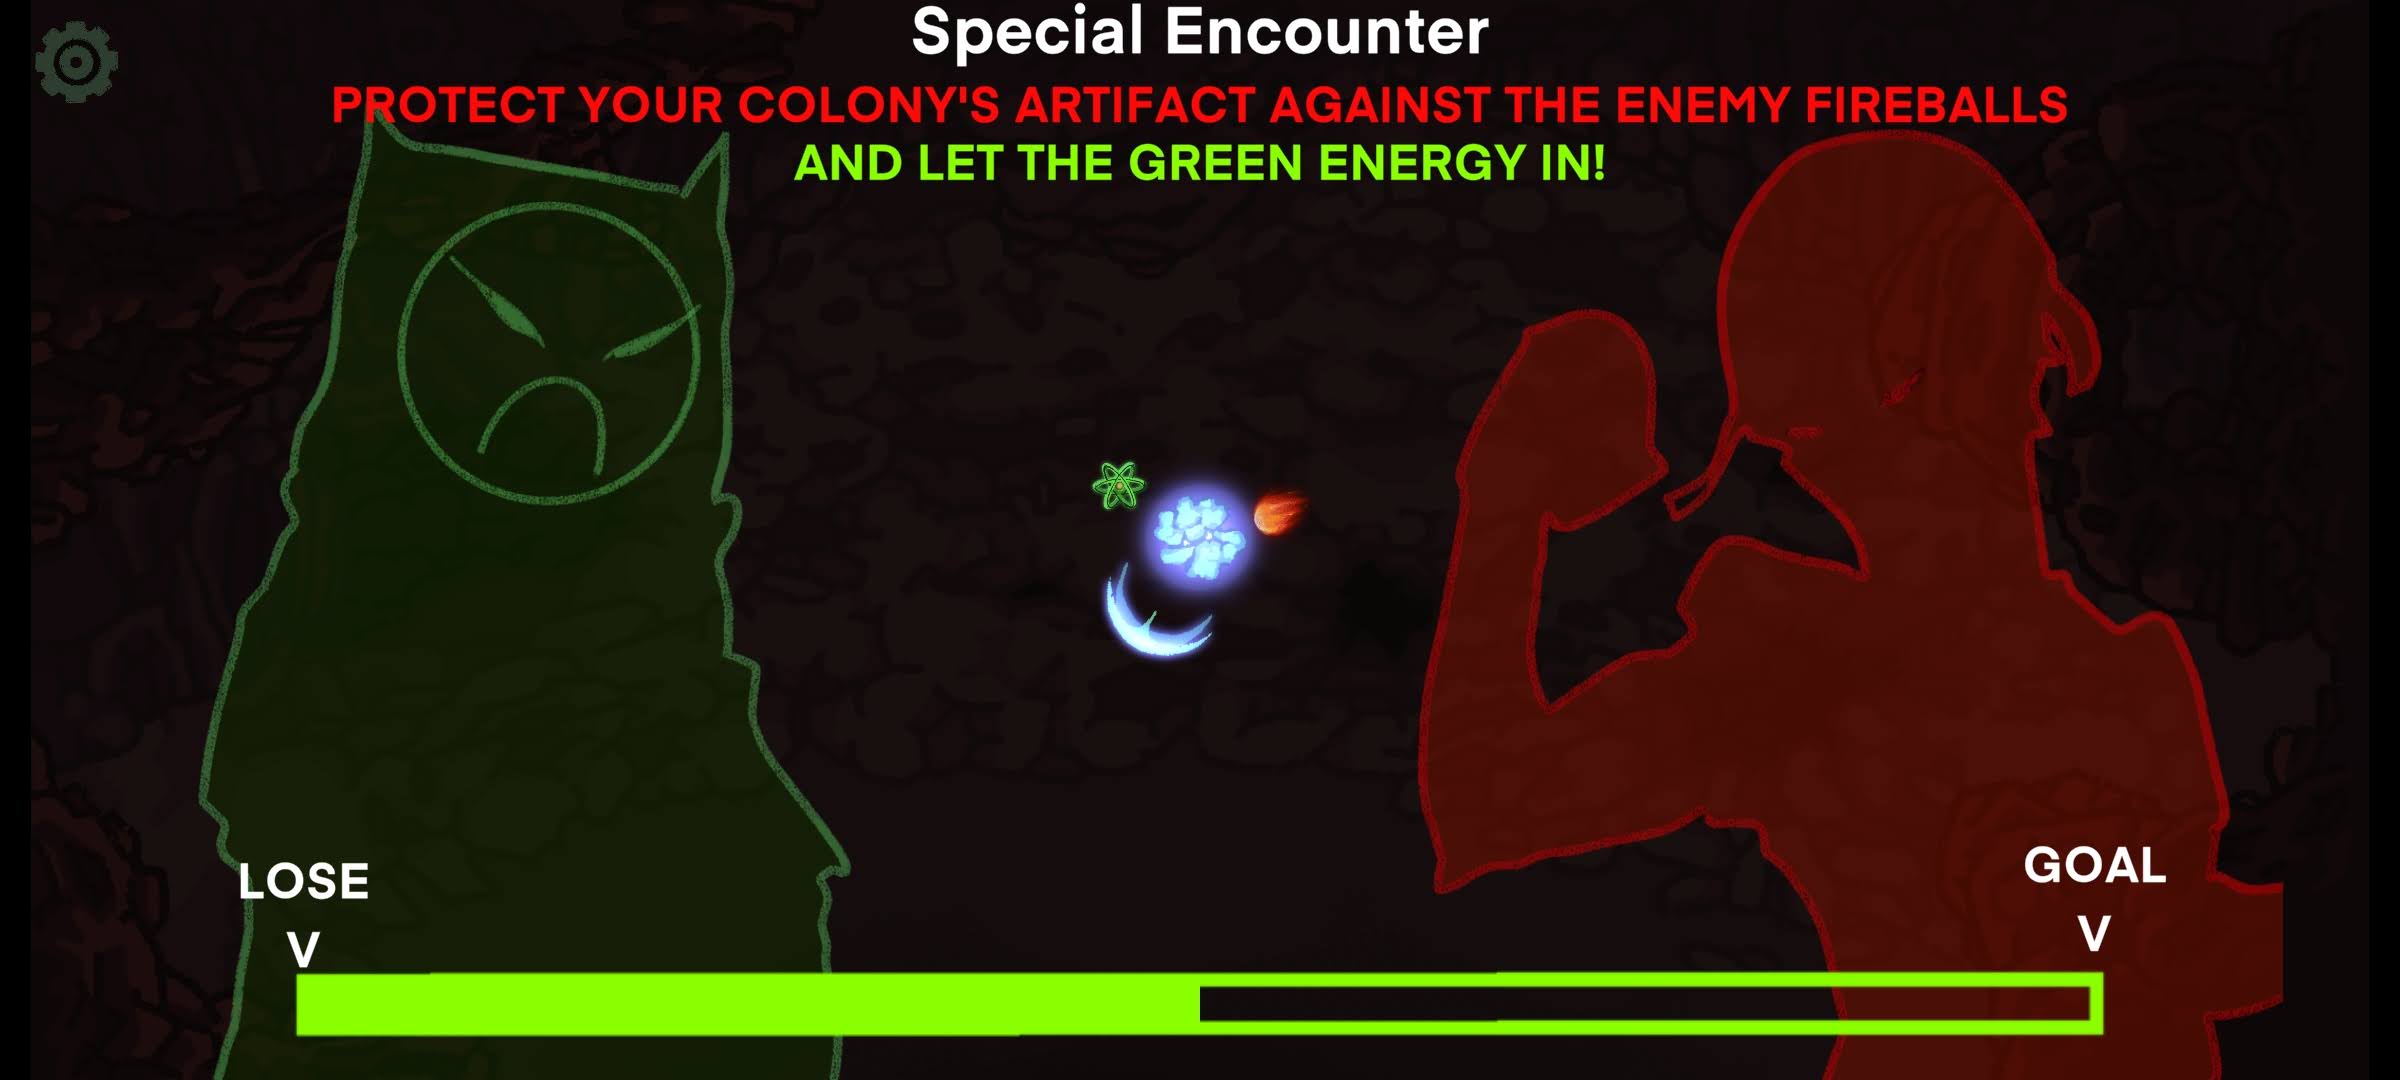 Special Encounter
PROTECT YOUR COLONY'S ARTIFACT AGAINST THE ENEMY FIREBALLS
AND LET THE GREEN ENERGY IN!
LOSE
V
GOAL
V